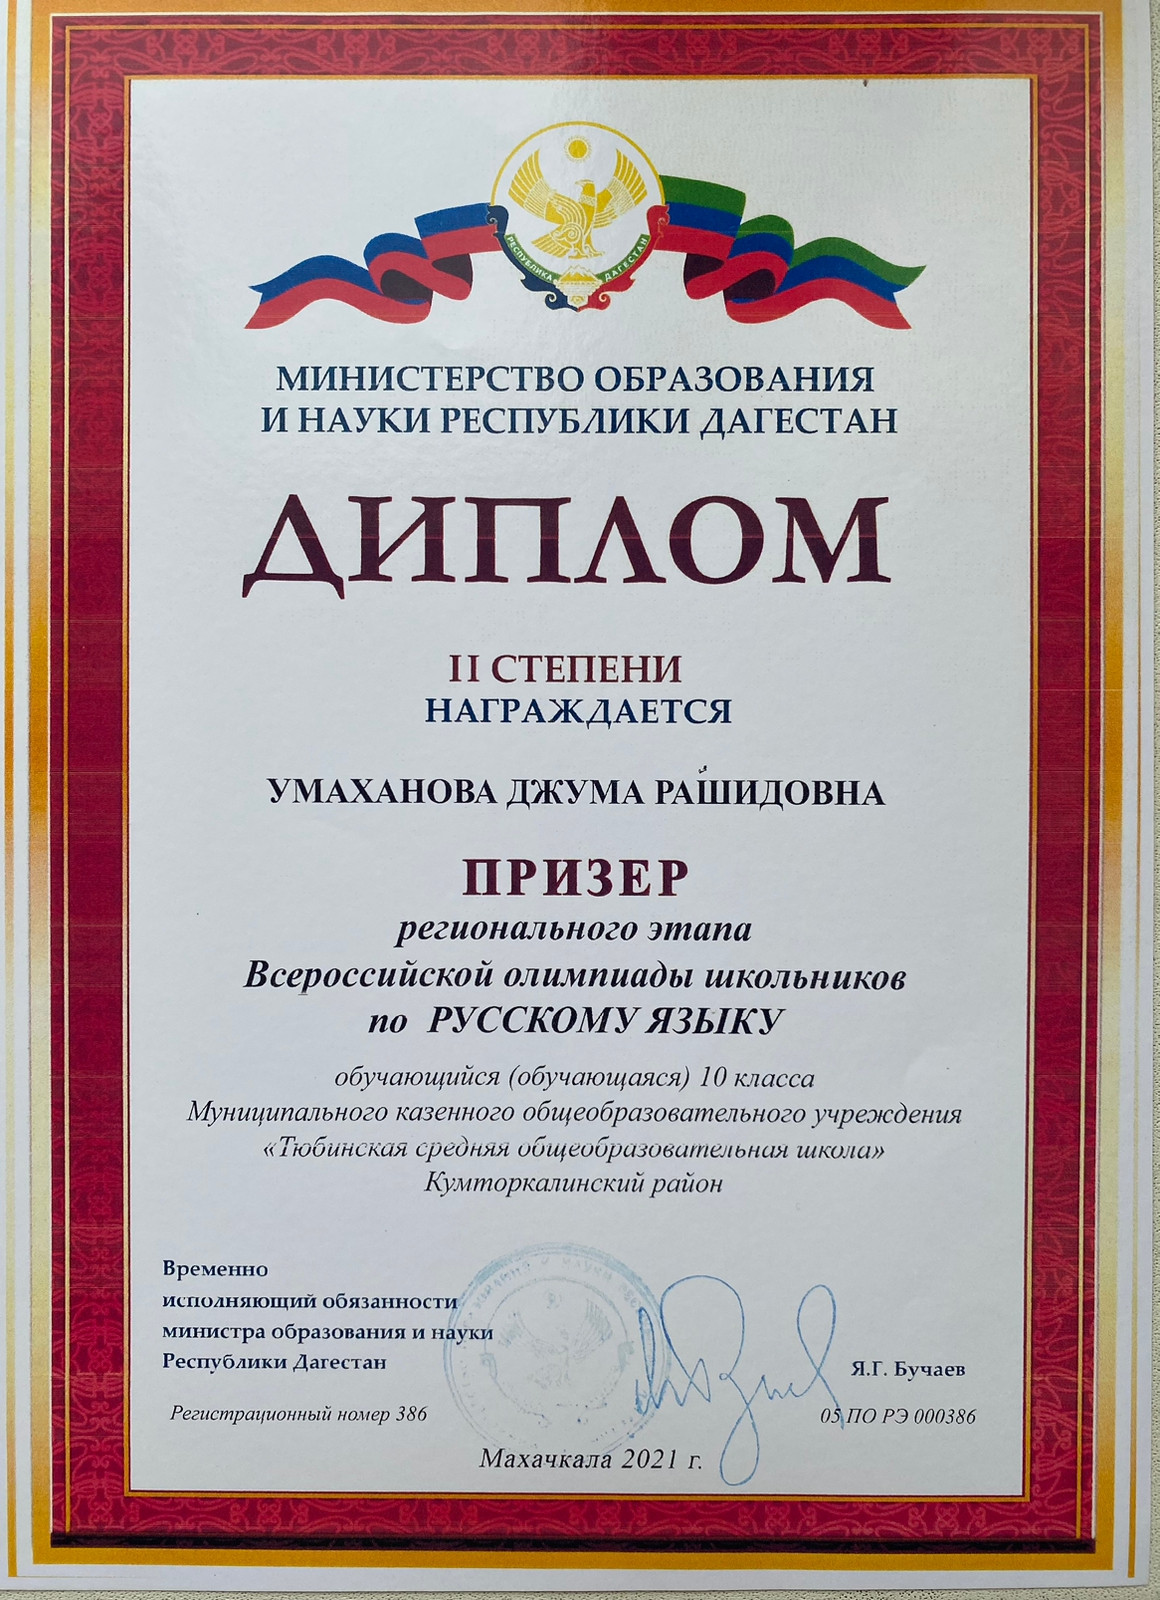 РЕСПУБЛИКА ДАГЕСТАН
МИНИСТЕРСТВО ОБРАЗОВАНИЯ
И НАУКИ РЕСПУБЛИКИ ДАГЕСТАН
ДИПЛОМ
II СТЕПЕНИ
НАГРАЖДАЕТСЯ
УМАХАНОВА ДЖУМА РАШИДОВНА
ПРИЗЕР
регионального этапа
Всероссийской олимпиады школьников
по РУССКОМУ ЯЗЫКУ
обучающийся (обучающаяся) 10 класса
Муниципального казенного общеобразовательного учреждения
«Тюбинская средняя общеобразовательная школа»
Кумторкалинский район
Временно
исполняющий обязанности
министра образования и науки
Республики Дагестан
Я.Г. Бучаев
Регистрационный номер 386
05 ПО РЭ 000386
Махачкала 2021 г.